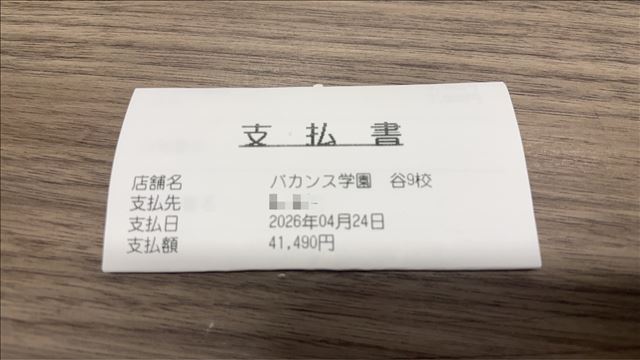 支払書
店舗名 バカンス学園 谷9校
支払先
支払日 2026年04月24日
支払額 41,490円